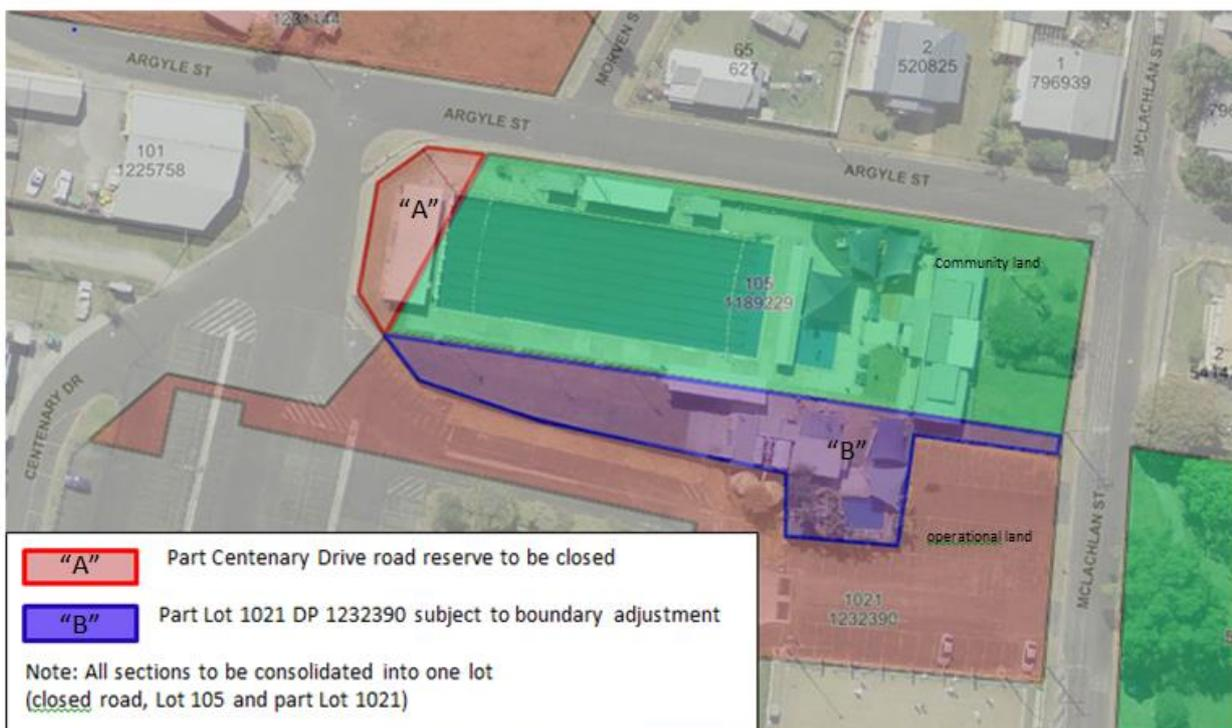 1231144
ARGYLE ST
MORVEN S
65
627
2
520825
1
796939
MCLACHLAN ST
ARGYLE ST
101
1225758
ARGYLE ST
"A"
Community land
105
1189229
2
CENTENARY DR
"B"
operational land
MCLACHLAN ST
1021
1232390
"A" Part Centenary Drive road reserve to be closed
"B" Part Lot 1021 DP 1232390 subject to boundary adjustment
Note: All sections to be consolidated into one lot
(closed road, Lot 105 and part Lot 1021)